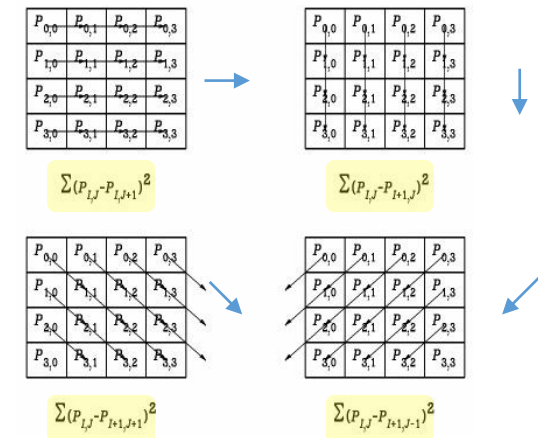 P0,0 P0,1 P0,2 P0,3
P1,0 P1,1 P1,2 P1,3
P2,0 P2,1 P2,2 P2,3
P3,0 P3,1 P3,2 P3,3
∑(PI,J-PI,J+1)²
P0,0 P0,1 P0,2 P0,3
P1,0 P1,1 P1,2 P1,3
P2,0 P2,1 P2,2 P2,3
P3,0 P3,1 P3,2 P3,3
∑(PI,J-PI+1,J)²
P0,0 P0,1 P0,2 P0,3
P1,0 P1,1 P1,2 P1,3
P2,0 P2,1 P2,2 P2,3
P3,0 P3,1 P3,2 P3,3
∑(PI,J-PI+1,J+1)²
P0,0 P0,1 P0,2 P0,3
P1,0 P1,1 P1,2 P1,3
P2,0 P2,1 P2,2 P2,3
P3,0 P3,1 P3,2 P3,3
∑(PI,J-PI+1,J-1)²